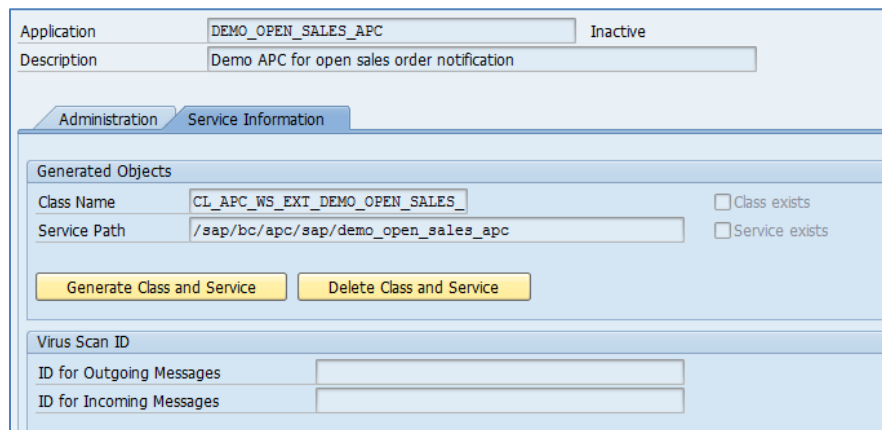 Application DEMO_OPEN_SALES_APC Inactive
Description Demo APC for open sales order notification
Administration Service Information
Generated Objects
Class Name CL_APC_WS_EXT_DEMO_OPEN_SALES_ Class exists
Service Path /sap/bc/apc/sap/demo_open_sales_apc Service exists
Generate Class and Service Delete Class and Service
Virus Scan ID
ID for Outgoing Messages
ID for Incoming Messages